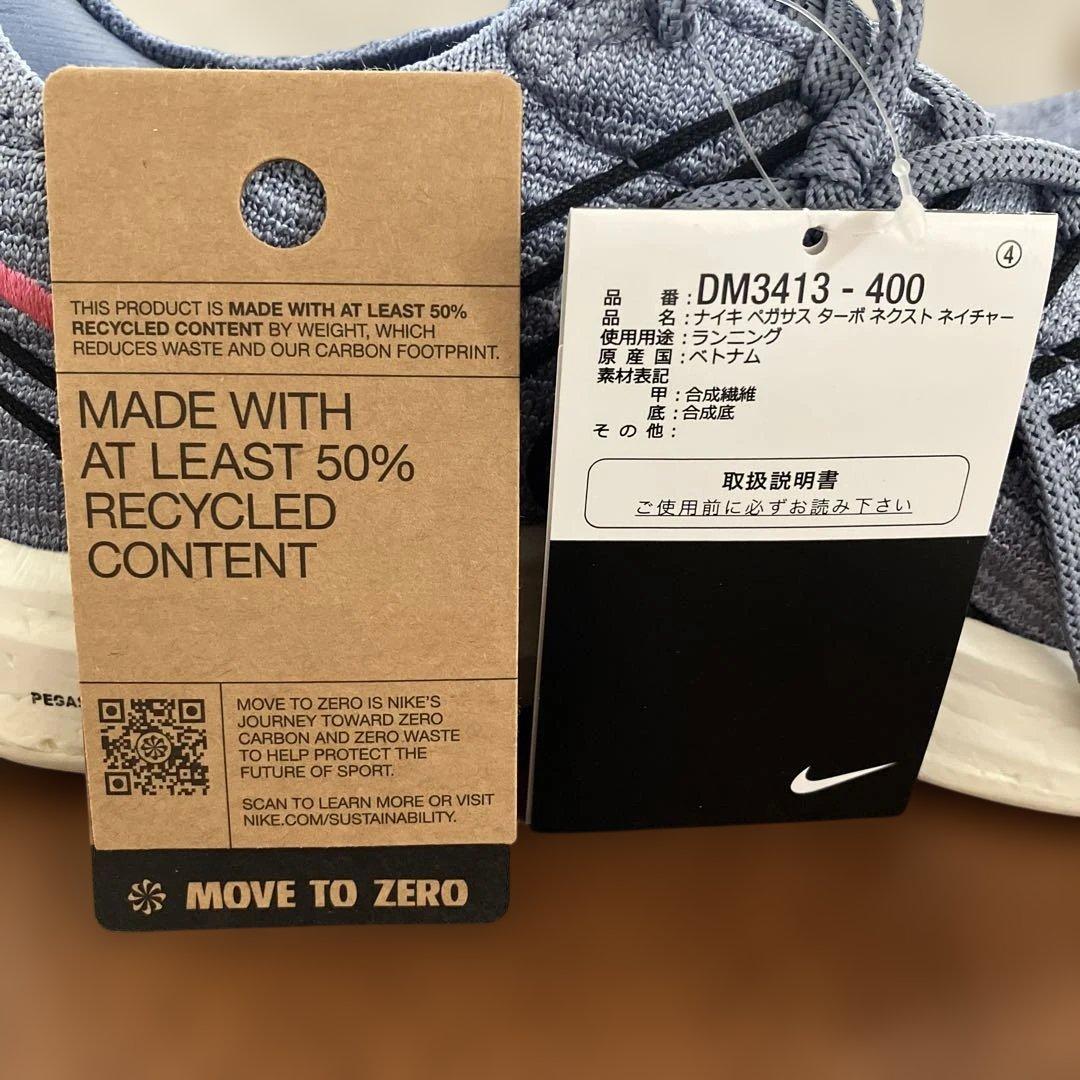 THIS PRODUCT IS MADE WITH AT LEAST 50%
RECYCLED CONTENT BY WEIGHT, WHICH
REDUCES WASTE AND OUR CARBON FOOTPRINT.
MADE WITH
AT LEAST 50%
RECYCLED
CONTENT
MOVE TO ZERO IS NIKE'S
JOURNEY TOWARD ZERO
CARBON AND ZERO WASTE
TO HELP PROTECT THE
FUTURE OF SPORT.
SCAN TO LEARN MORE OR VISIT
NIKE.COM/SUSTAINABILITY.
MOVE TO ZERO
PEGAS
④
品 番:DM3413 - 400
品 名:ナイキ ペガサス ターボ ネクスト ネイチャー
使用用途:ランニング
原 産 国:ベトナム
素材表記
甲:合成繊維
底:合成底
そ の 他:
取扱説明書
ご使用前に必ずお読み下さい